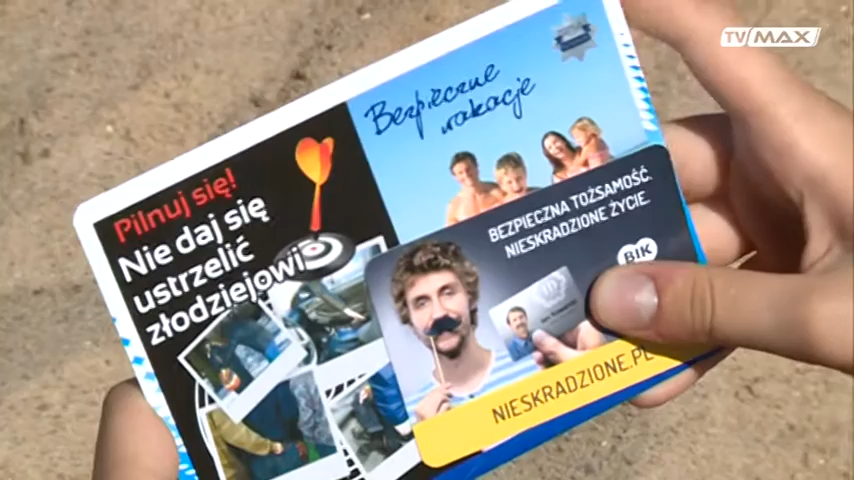 TV MAX
Bezpieczne
wakacje
Pilnuj się!
Nie daj się
ustrzelić
złodziejowi
BEZPIECZNA TOŻSAMOŚĆ.
NIESKRADZIONE ŻYCIE.
BIK
NIESKRADZIONE.PL